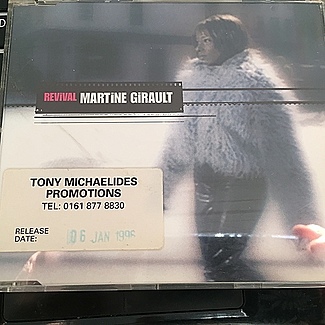 REViVAL MARTiNE GiRAULT
TONY MICHAELIDES
PROMOTIONS
TEL: 0161 877 8830
RELEASE
DATE: 06 JAN 1996